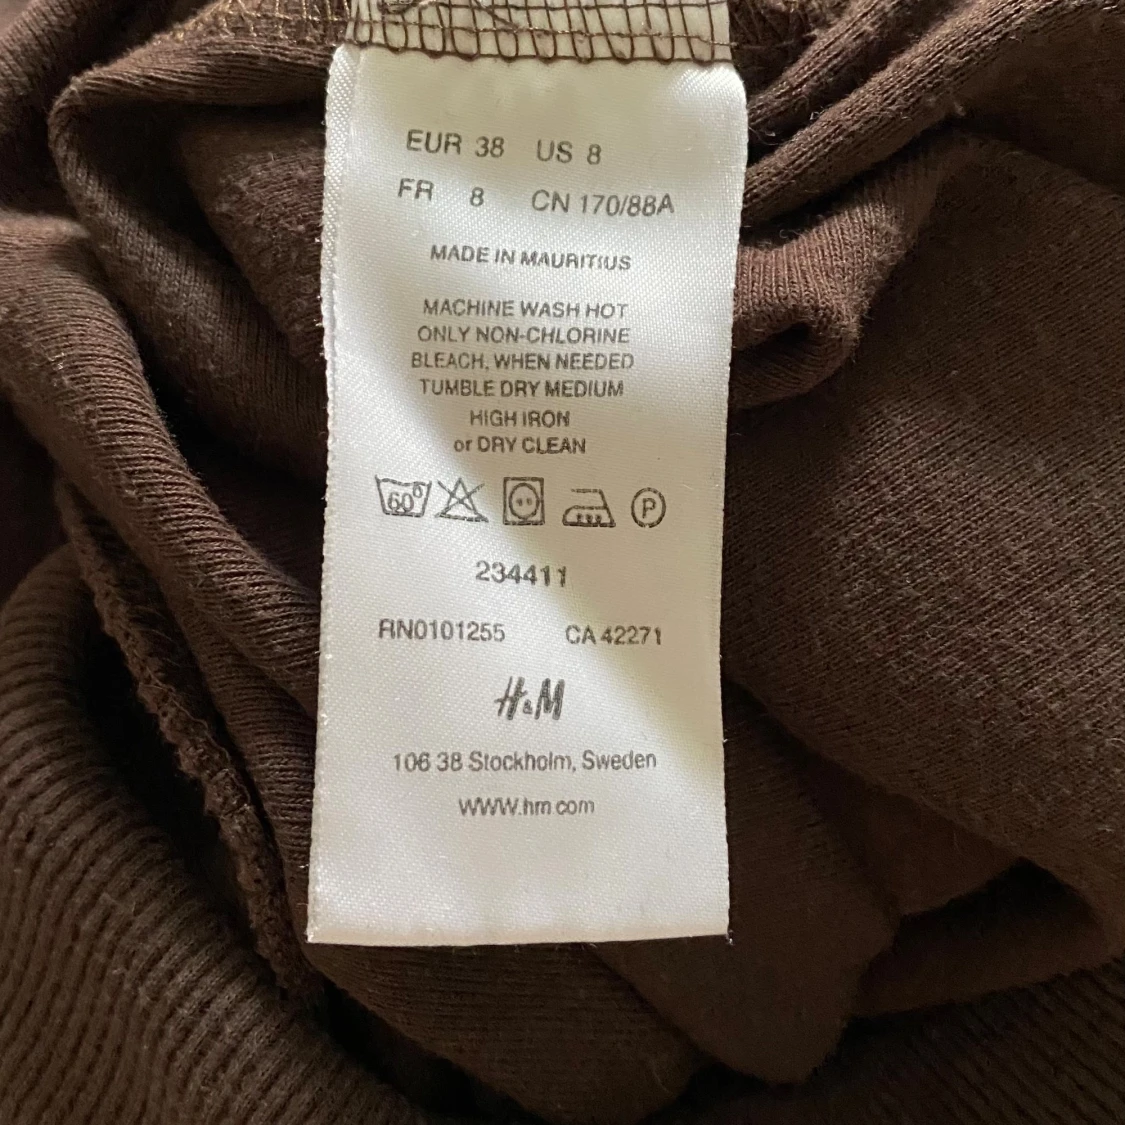 EUR 38 US 8
FR 8 CN 170/88A
MADE IN MAURITIUS
MACHINE WASH HOT
ONLY NON-CHLORINE
BLEACH, WHEN NEEDED
TUMBLE DRY MEDIUM
HIGH IRON
or DRY CLEAN
60° P
234411
RN0101255 CA 42271
H&M
106 38 Stockholm, Sweden
WWW.hm.com